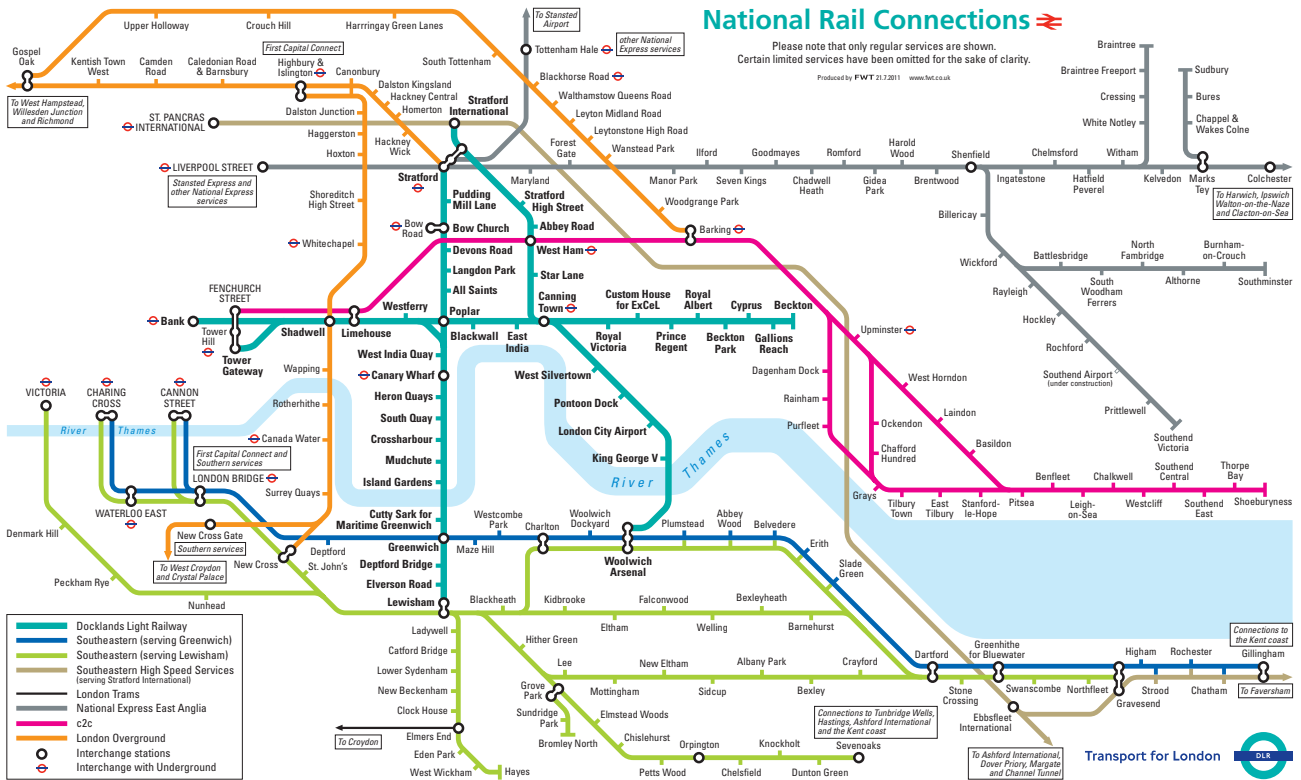 National Rail Connections
Please note that only regular services are shown.
Certain limited services have been omitted for the sake of clarity.
Produced by FWT 21.7.2011 www.fwt.co.uk
To Stansted
Airport
Tottenham Hale
other National
Express services
Upper Holloway
Crouch Hill
Harrringay Green Lanes
Gospel
Oak
Kentish Town
West
Camden
Road
Caledonian Road
& Barnsbury
First Capital Connect
Highbury &
Islington
Canonbury
South Tottenham
Blackhorse Road
Walthamstow Queens Road
Leyton Midland Road
Leytonstone High Road
Wanstead Park
Woodgrange Park
Barking
To West Hampstead,
Willesden Junction
and Richmond
Dalston Kingsland
Hackney Central
Homerton
Hackney
Wick
Stratford
International
ST. PANCRAS
INTERNATIONAL
Dalston Junction
Haggerston
Hoxton
Shoreditch
High Street
Whitechapel
LIVERPOOL STREET
Stansted Express and
other National Express
services
Stratford
Maryland
Forest
Gate
Manor Park
Ilford
Seven Kings
Goodmayes
Chadwell
Heath
Romford
Gidea
Park
Harold
Wood
Brentwood
Shenfield
Ingatestone
Chelmsford
Hatfield
Peverel
Witham
Kelvedon
Marks
Tey
Colchester
Braintree
Braintree Freeport
Cressing
White Notley
Sudbury
Bures
Chappel &
Wakes Colne
To Harwich, Ipswich
Walton-on-the-Naze
and Clacton-on-Sea
Billericay
Wickford
Battlesbridge
South
Woodham
Ferrers
North
Fambridge
Althorne
Burnham-
on-Crouch
Southminster
Rayleigh
Hockley
Rochford
Southend Airport
(under construction)
Prittlewell
Southend
Victoria
Pudding
Mill Lane
Bow
Road
Bow Church
Devons Road
Langdon Park
All Saints
Stratford
High Street
Abbey Road
West Ham
Star Lane
Canning
Town
FENCHURCH
STREET
Bank
Tower
Hill
Tower
Gateway
Shadwell
Limehouse
Westferry
Poplar
Blackwall
East
India
Custom House
for ExCeL
Royal
Victoria
Prince
Regent
Royal
Albert
Beckton
Park
Cyprus
Gallions
Reach
Beckton
West India Quay
Canary Wharf
Heron Quays
South Quay
Crossharbour
Mudchute
Island Gardens
Cutty Sark for
Maritime Greenwich
Greenwich
Deptford Bridge
Elverson Road
Lewisham
West Silvertown
Pontoon Dock
London City Airport
King George V
Woolwich
Arsenal
River Thames
River Thames
Wapping
Rotherhithe
Canada Water
Surrey Quays
VICTORIA
CHARING
CROSS
CANNON
STREET
First Capital Connect and
Southern services
LONDON BRIDGE
WATERLOO EAST
New Cross Gate
Southern services
To West Croydon
and Crystal Palace
New Cross
Deptford
St. John's
Denmark Hill
Peckham Rye
Nunhead
Upminster
Dagenham Dock
Rainham
Purfleet
Ockendon
Chafford
Hundred
Grays
West Horndon
Laindon
Basildon
Tilbury
Town
East
Tilbury
Stanford-
le-Hope
Pitsea
Benfleet
Leigh-
on-Sea
Chalkwell
Westcliff
Southend
Central
Southend
East
Thorpe
Bay
Shoeburyness
Maze Hill
Westcombe
Park
Charlton
Woolwich
Dockyard
Plumstead
Abbey
Wood
Belvedere
Erith
Slade
Green
Blackheath
Kidbrooke
Eltham
Falconwood
Welling
Bexleyheath
Barnehurst
Ladywell
Catford Bridge
Lower Sydenham
New Beckenham
Clock House
Elmers End
To Croydon
Eden Park
West Wickham
Hayes
Hither Green
Lee
Mottingham
New Eltham
Sidcup
Albany Park
Bexley
Crayford
Dartford
Stone
Crossing
Greenhithe
for Bluewater
Swanscombe
Northfleet
Gravesend
Higham
Strood
Rochester
Chatham
Gillingham
Connections to
the Kent coast
To Faversham
Ebbsfleet
International
To Ashford International,
Dover Priory, Margate
and Channel Tunnel
Grove
Park
Sundridge
Park
Bromley North
Elmstead Woods
Chislehurst
Petts Wood
Orpington
Chelsfield
Knockholt
Dunton Green
Sevenoaks
Connections to Tunbridge Wells,
Hastings, Ashford International
and the Kent coast
Docklands Light Railway
Southeastern (serving Greenwich)
Southeastern (serving Lewisham)
Southeastern High Speed Services
(serving Stratford International)
London Trams
National Express East Anglia
c2c
London Overground
Interchange stations
Interchange with Underground
Transport for London
DLR